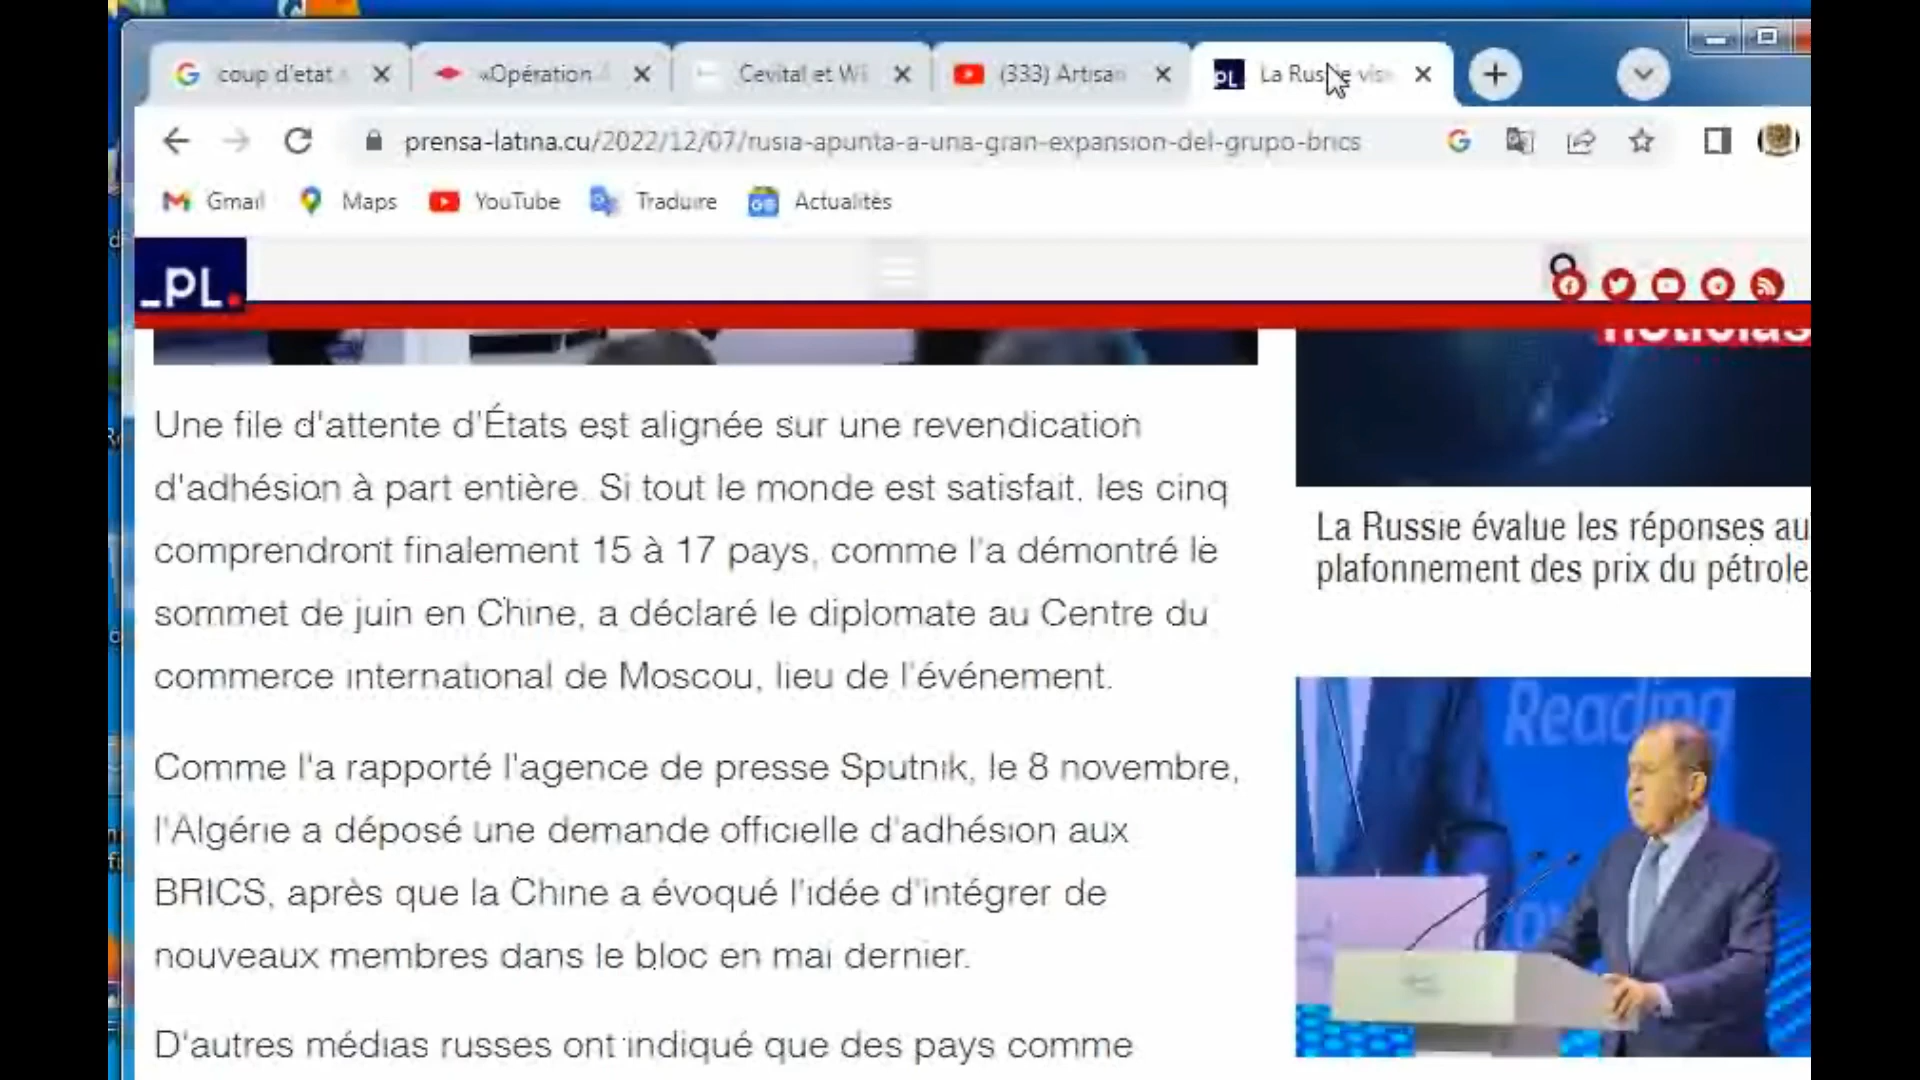 coup d'etat
«Opération
Cevital et
(333) Artisan
La Russie vis
prensa-latina.cu/2022/12/07/rusia-apunta-a-una-gran-expansion-del-grupo-brics
Gmail
Maps
YouTube
Traduire
Actualités
_PL.
noticias
Une file d'attente d'États est alignée sur une revendication
d'adhésion à part entière. Si tout le monde est satisfait, les cinq
comprendront finalement 15 à 17 pays, comme l'a démontré le
sommet de juin en Chine, a déclaré le diplomate au Centre du
commerce international de Moscou, lieu de l'événement.
Comme l'a rapporté l'agence de presse Sputnik, le 8 novembre,
l'Algérie a déposé une demande officielle d'adhésion aux
BRICS, après que la Chine a évoqué l'idée d'intégrer de
nouveaux membres dans le bloc en mai dernier.
D'autres médias russes ont indiqué que des pays comme
La Russie évalue les réponses au
plafonnement des prix du pétrole
Reading